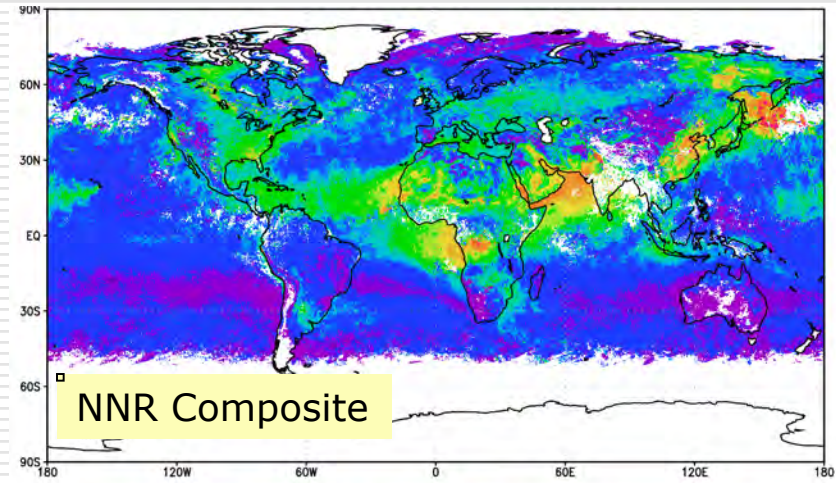 90N
60N
30N
EQ
30S
60S
90S
NNR Composite
180 120W 60W 0 60E 120E 180